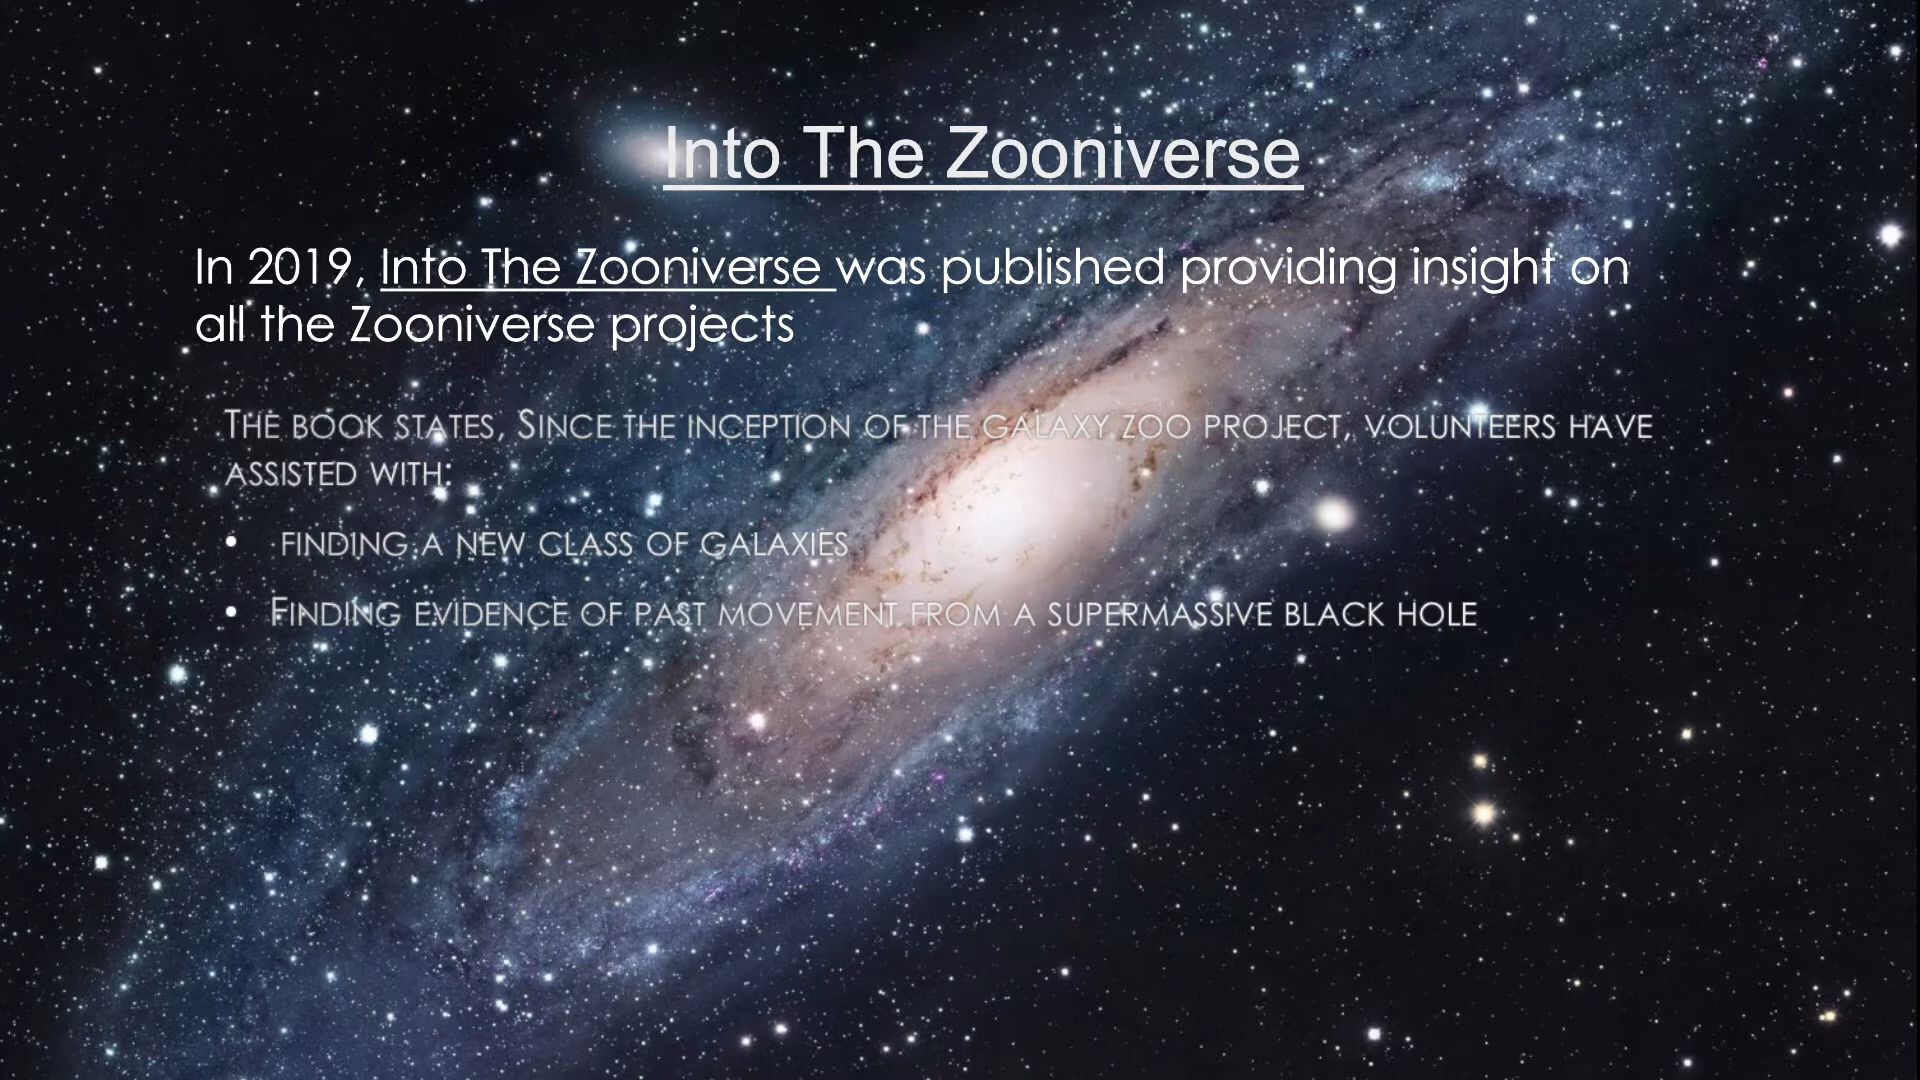 Into The Zooniverse
In 2019, Into The Zooniverse was published providing insight on
all the Zooniverse projects
The book states, Since the inception of the galaxy zoo project, volunteers have
assisted with:
• finding a new class of galaxies
• Finding evidence of past movement from a supermassive black hole